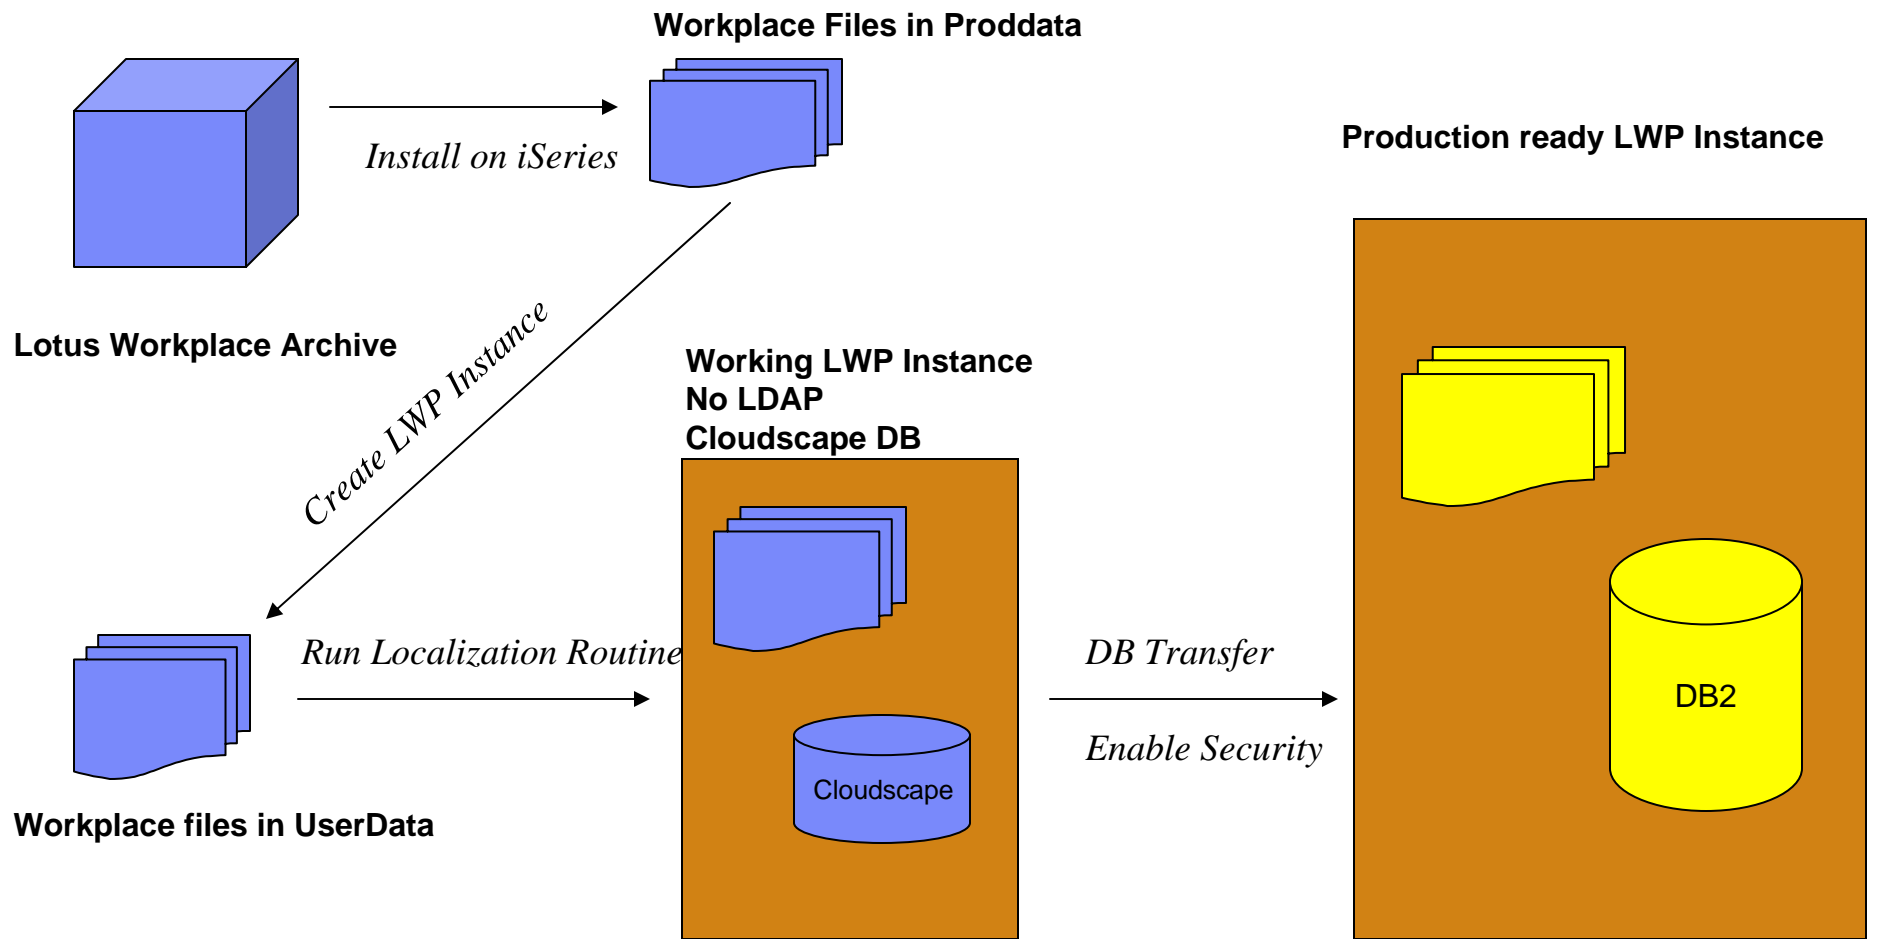 Workplace Files in Proddata
Install on iSeries
Production ready LWP Instance
Lotus Workplace Archive
Create LWP Instance
Working LWP Instance
No LDAP
Cloudscape DB
Run Localization Routine
DB Transfer
Enable Security
DB2
Cloudscape
Workplace files in UserData